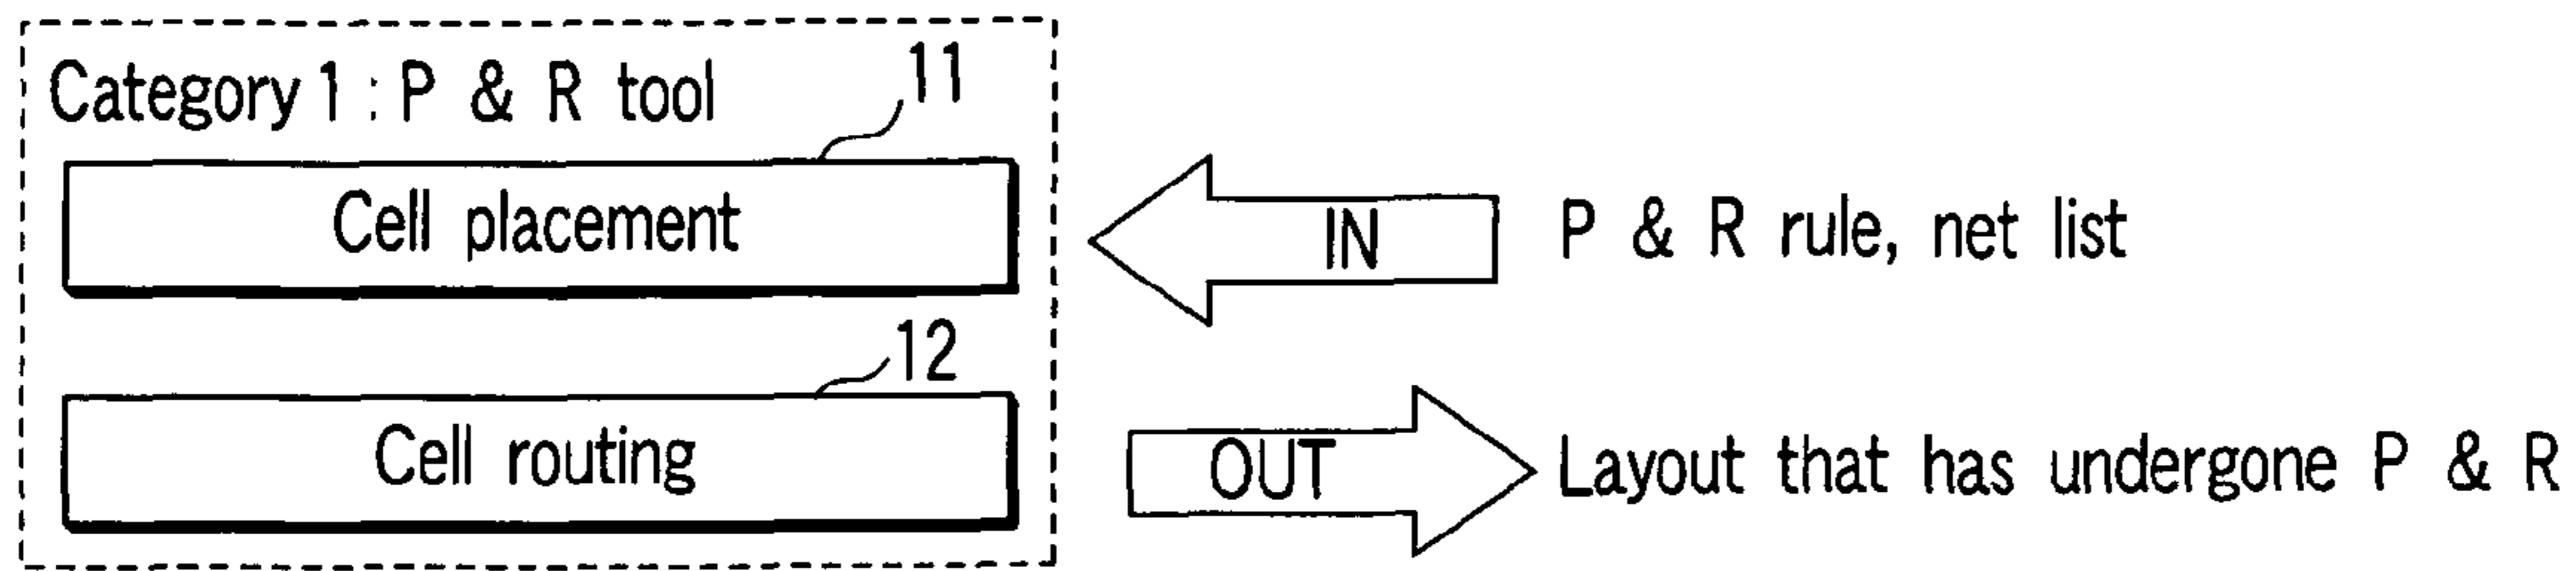 11
Category 1 : P & R tool
Cell placement
IN
P & R rule, net list
12
Cell routing
OUT
Layout that has undergone P & R